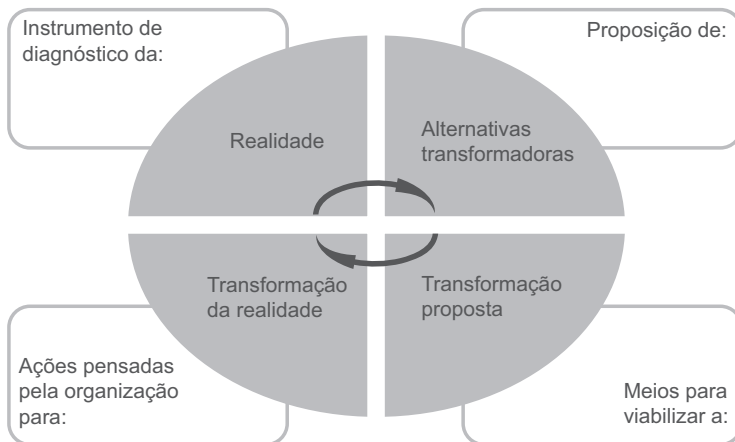 Instrumento de
diagnóstico da:
Proposição de:
Realidade
Alternativas
transformadoras
Transformação
da realidade
Transformação
proposta
Ações pensadas
pela organização
para:
Meios para
viabilizar a: